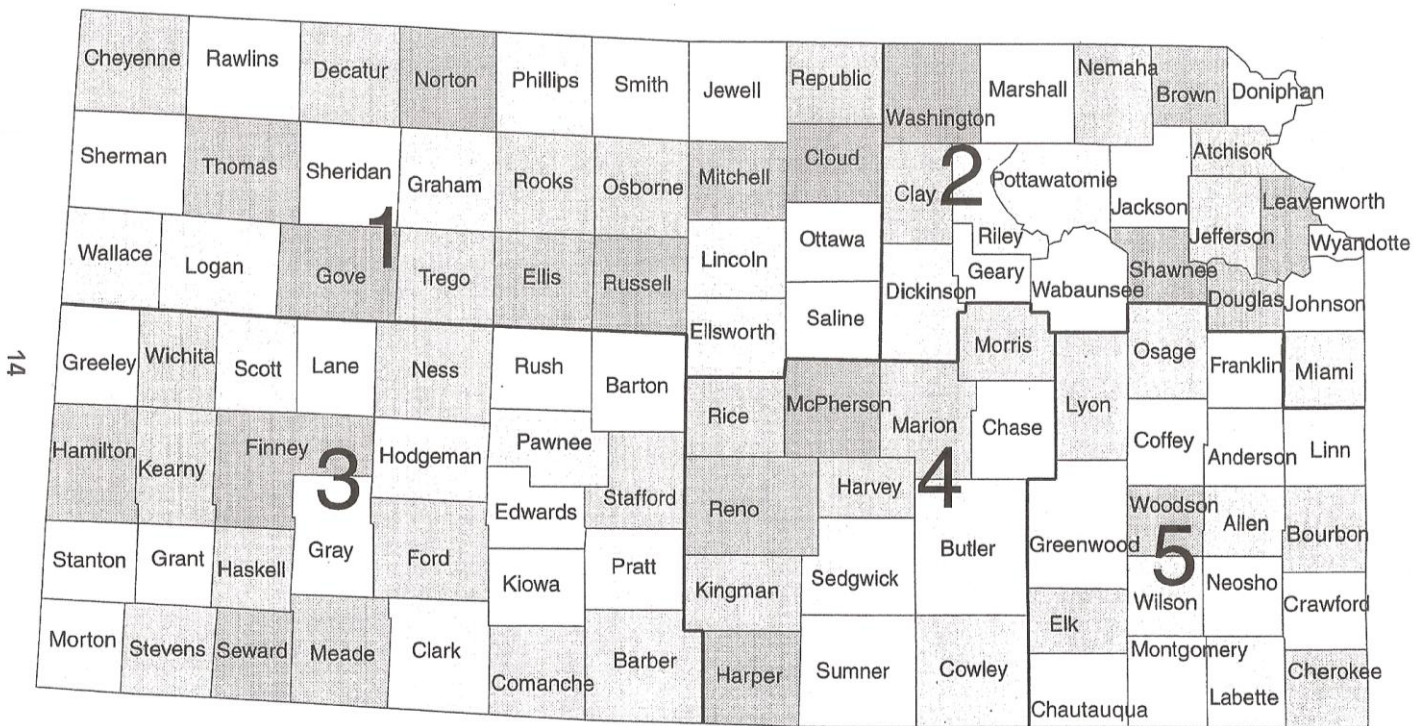 Cheyenne Rawlins Decatur Norton Phillips Smith Jewell Republic Washington Marshall Nemaha Brown Doniphan
Sherman Thomas Sheridan Graham Rooks Osborne Mitchell Cloud Clay 2 Pottawatomie Jackson Atchison Jefferson Leavenworth Wyandotte
1
Wallace Logan Gove Trego Ellis Russell Lincoln Ottawa Riley Geary Dickinson Wabaunsee Shawnee Douglas Johnson
Ellsworth Saline
14
Greeley Wichita Scott Lane Ness Rush Barton Rice McPherson Marion Morris Chase Lyon Osage Franklin Miami
Hamilton Kearny Finney 3 Hodgeman Pawnee Edwards Stafford Reno Harvey 4 Coffey Anderson Linn
Stanton Grant Haskell Gray Ford Kiowa Pratt Kingman Sedgwick Butler Greenwood Woodson 5 Allen Bourbon
Wilson Neosho Crawford
Morton Stevens Seward Meade Clark Comanche Barber Harper Sumner Cowley Elk Chautauqua Montgomery Labette Cherokee